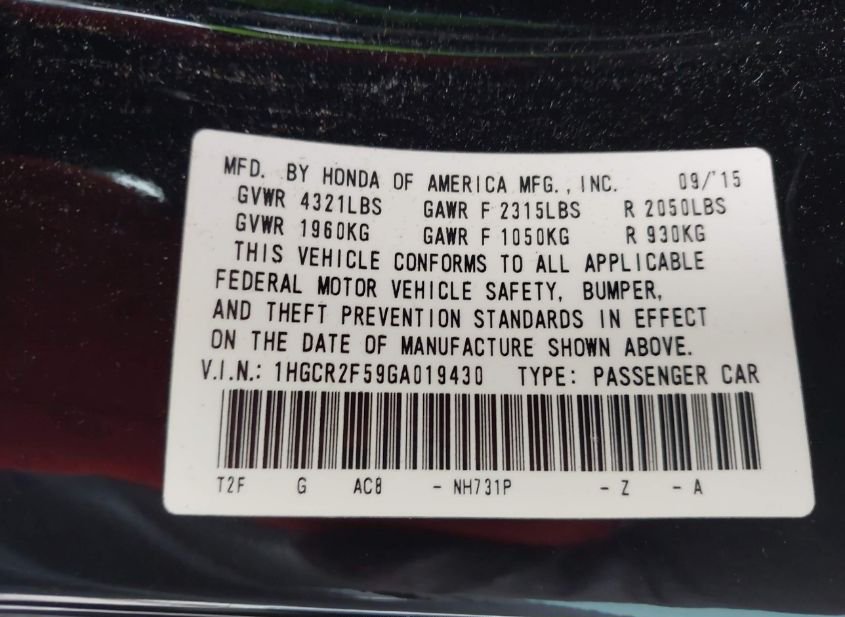 MFD. BY HONDA OF AMERICA MFG., INC. 09/'15
GVWR 4321LBS GAWR F 2315LBS R 2050LBS
GVWR 1960KG GAWR F 1050KG R 930KG
THIS VEHICLE CONFORMS TO ALL APPLICABLE
FEDERAL MOTOR VEHICLE SAFETY, BUMPER,
AND THEFT PREVENTION STANDARDS IN EFFECT
ON THE DATE OF MANUFACTURE SHOWN ABOVE.
V.I.N.: 1HGCR2F59GA019430 TYPE: PASSENGER CAR
T2F G AC8 - NH731P - Z - A